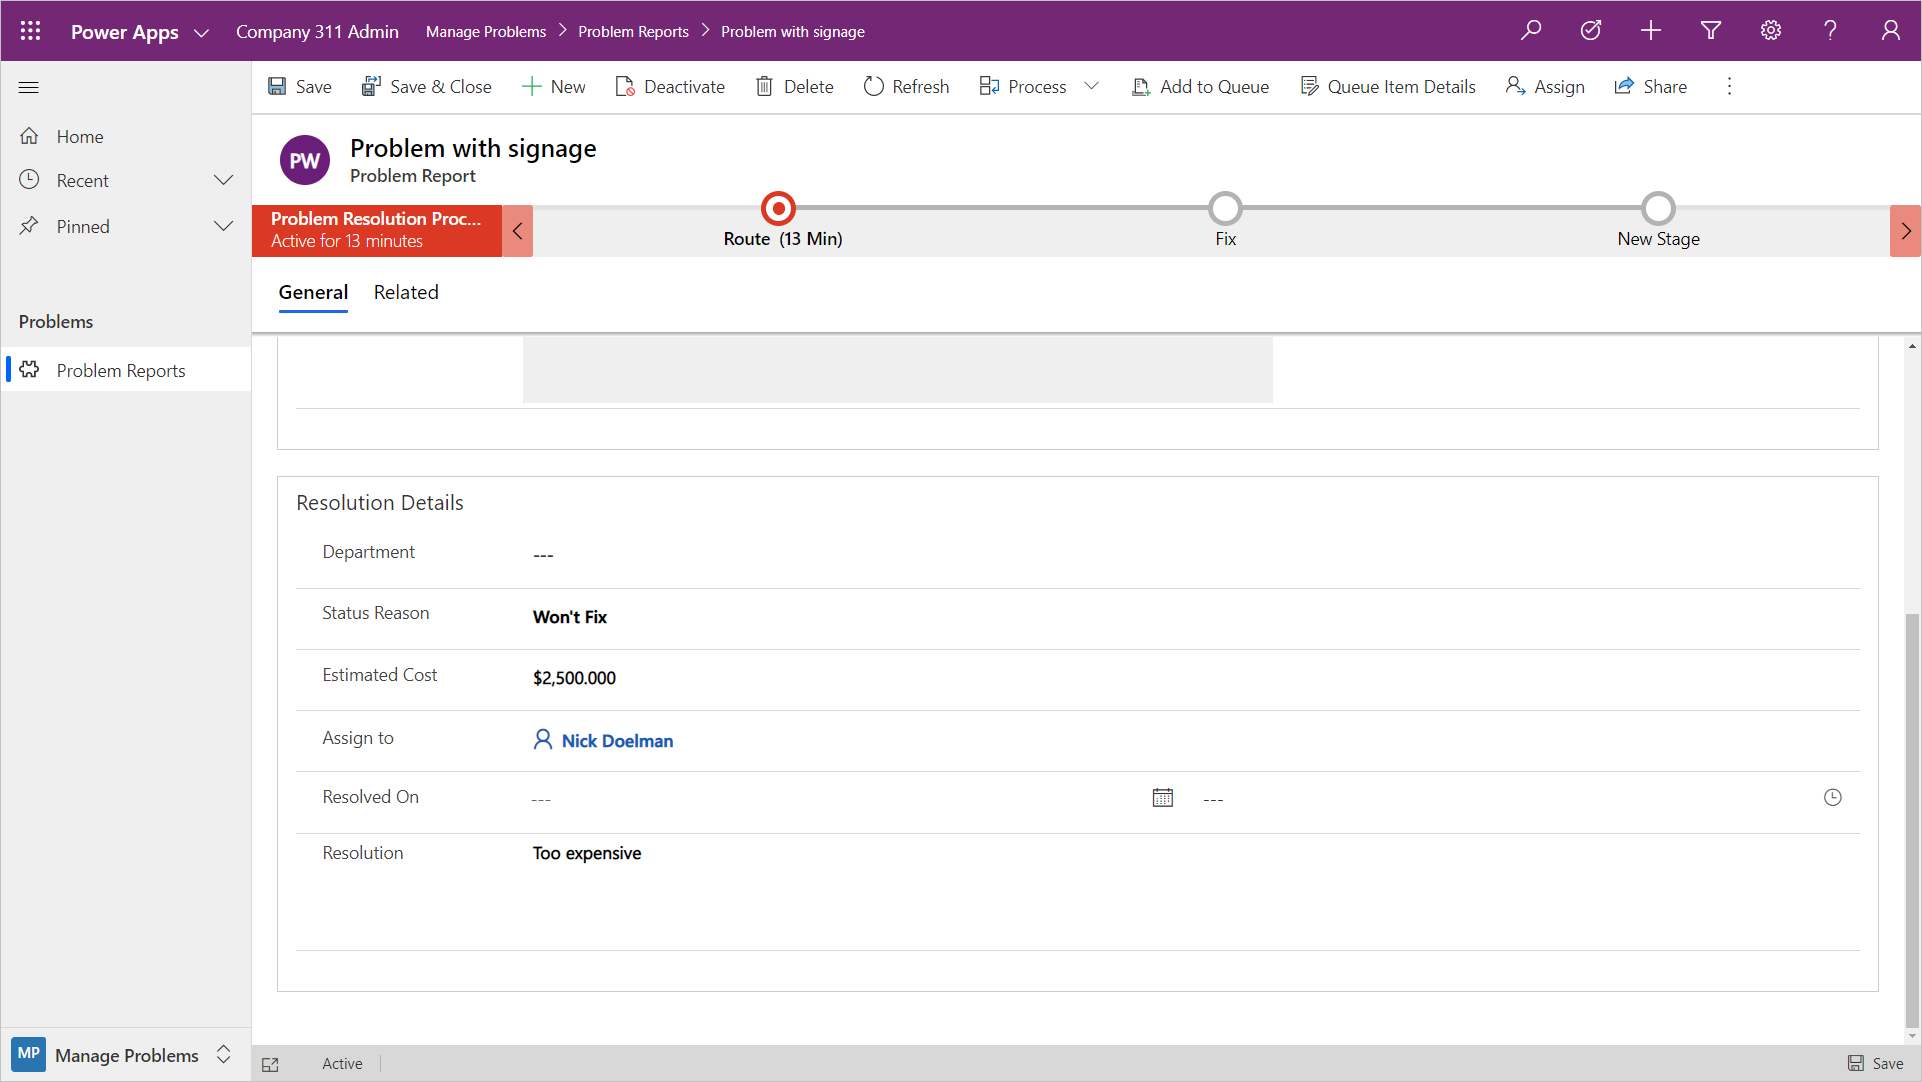 Power Apps Company 311 Admin Manage Problems Problem Reports Problem with signage
Save Save & Close New Deactivate Delete Refresh Process Add to Queue Queue Item Details Assign Share
Home
Recent
Pinned
Problems
Problem Reports
PW
Problem with signage
Problem Report
Problem Resolution Proc...
Active for 13 minutes
Route (13 Min)
Fix
New Stage
General Related
Resolution Details
Department ---
Status Reason Won't Fix
Estimated Cost $2,500.000
Assign to Nick Doelman
Resolved On --- ---
Resolution Too expensive
MP Manage Problems
Active
Save